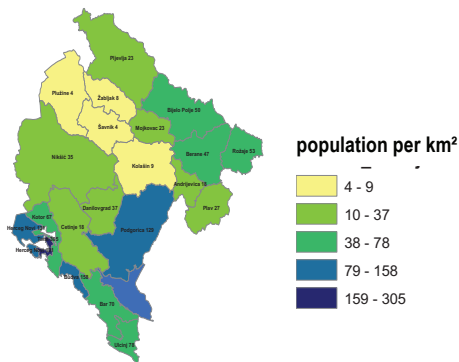 Pljevlja 23
Plužine 4
Žabljak 8
Bijelo Polje 50
Šavnik 4
Mojkovac 23
Nikšić 35
Berane 47
Rožaje 53
Kolašin 9
Andrijevica 18
Plav 27
Danilovgrad 37
Kotor 67
Cetinje 18
Podgorica 129
Budva 158
Bar 70
Ulcinj 78
population per km²
4 - 9
10 - 37
38 - 78
79 - 158
159 - 305